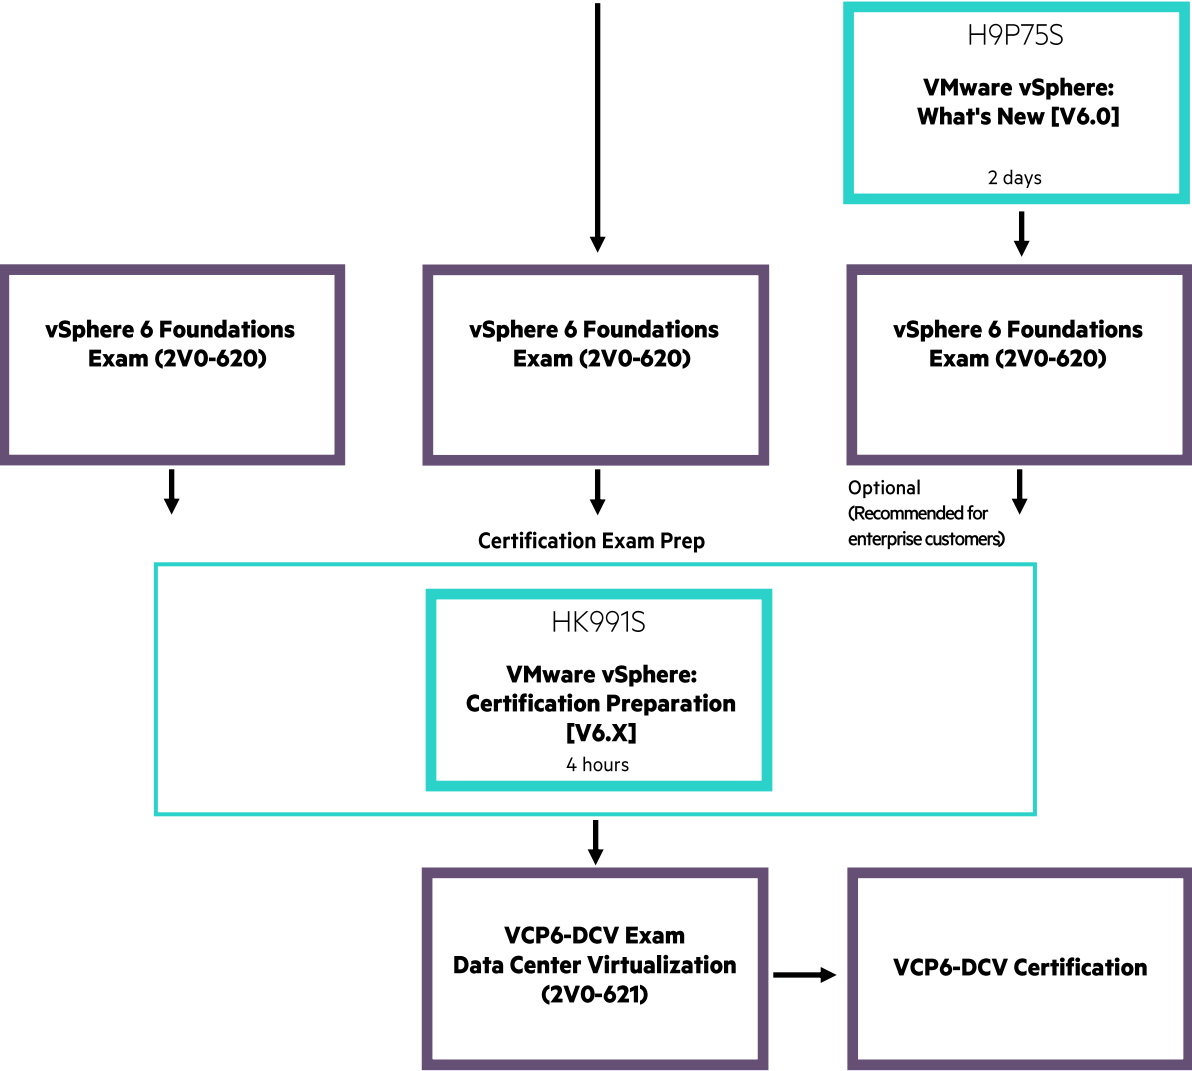 H9P75S
VMware vSphere:
What's New [V6.0]
2 days
vSphere 6 Foundations
Exam (2V0-620)
vSphere 6 Foundations
Exam (2V0-620)
vSphere 6 Foundations
Exam (2V0-620)
Optional
(Recommended for
enterprise customers)
Certification Exam Prep
HK991S
VMware vSphere:
Certification Preparation
[V6.X]
4 hours
VCP6-DCV Exam
Data Center Virtualization
(2V0-621)
VCP6-DCV Certification